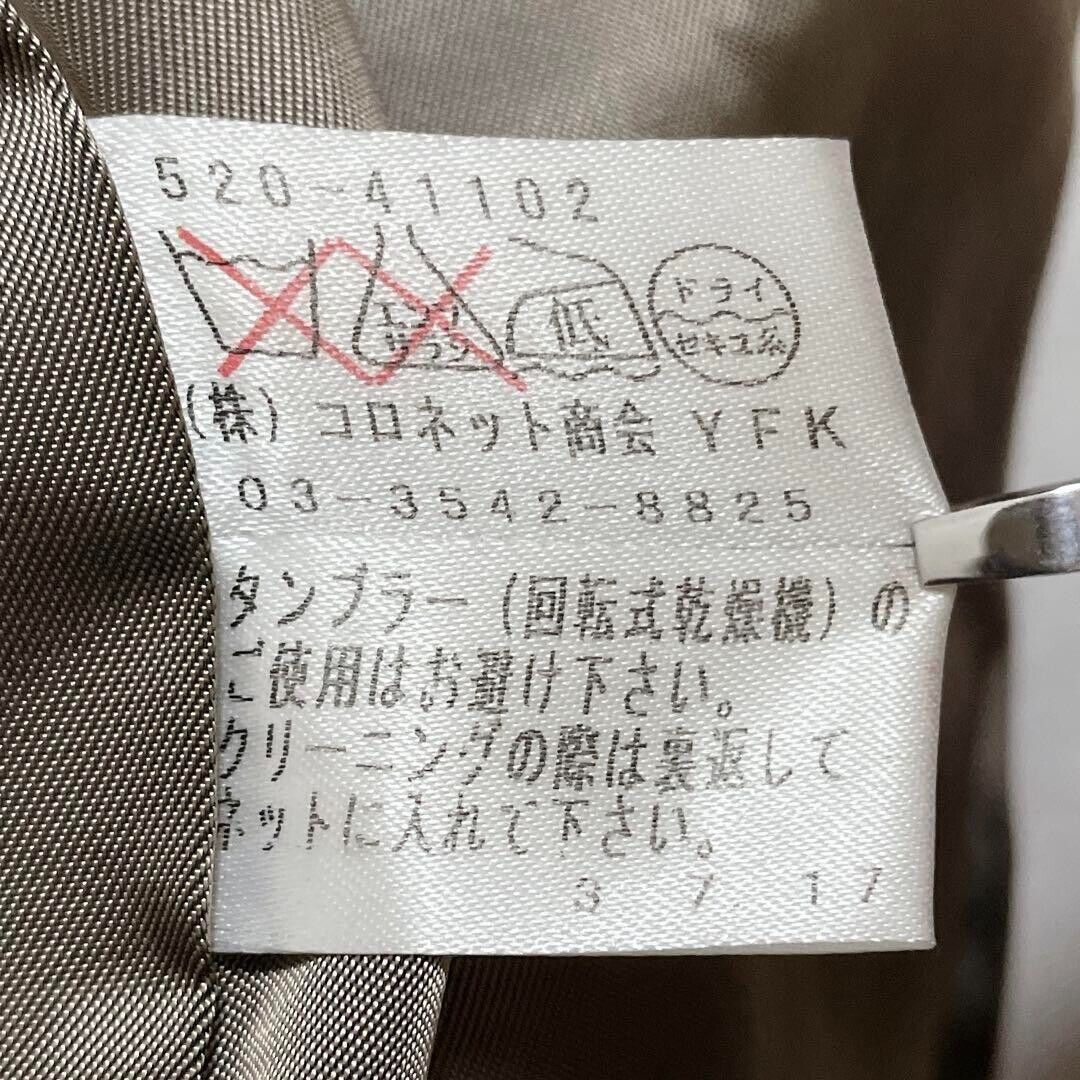 520-41102
低
ドライ
セキユ系
(株) コロネット商会 YFK
03-3542-8825
タンブラー (回転式乾燥機) の
ご使用はお避け下さい。
クリーニングの際は裏返して
ネットに入れて下さい。
3 7 17